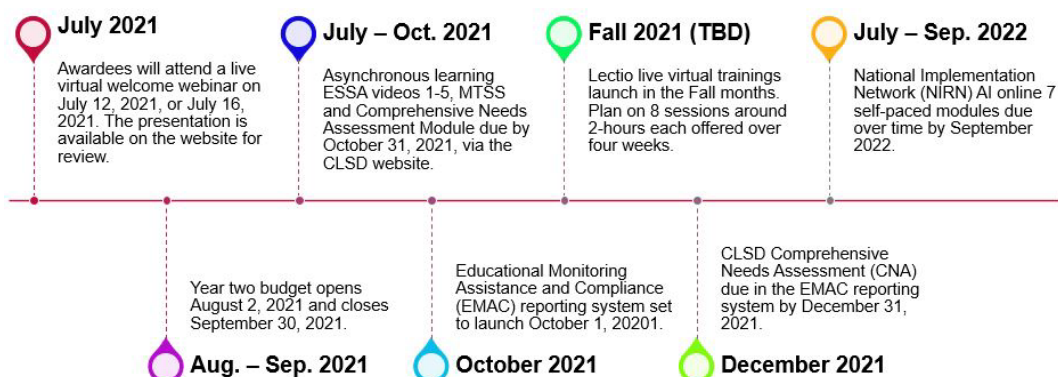 July 2021
Awardees will attend a live
virtual welcome webinar on
July 12, 2021, or July 16,
2021. The presentation is
available on the website for
review.
July – Oct. 2021
Asynchronous learning
ESSA videos 1-5, MTSS
and Comprehensive Needs
Assessment Module due by
October 31, 2021, via the
CLSD website.
Fall 2021 (TBD)
Lectio live virtual trainings
launch in the Fall months.
Plan on 8 sessions around
2-hours each offered over
four weeks.
July – Sep. 2022
National Implementation
Network (NIRN) AI online 7
self-paced modules due
over time by September
2022.
Year two budget opens
August 2, 2021 and closes
September 30, 2021.
Aug. – Sep. 2021
Educational Monitoring
Assistance and Compliance
(EMAC) reporting system set
to launch October 1, 20201.
October 2021
CLSD Comprehensive
Needs Assessment (CNA)
due in the EMAC reporting
system by December 31,
2021.
December 2021